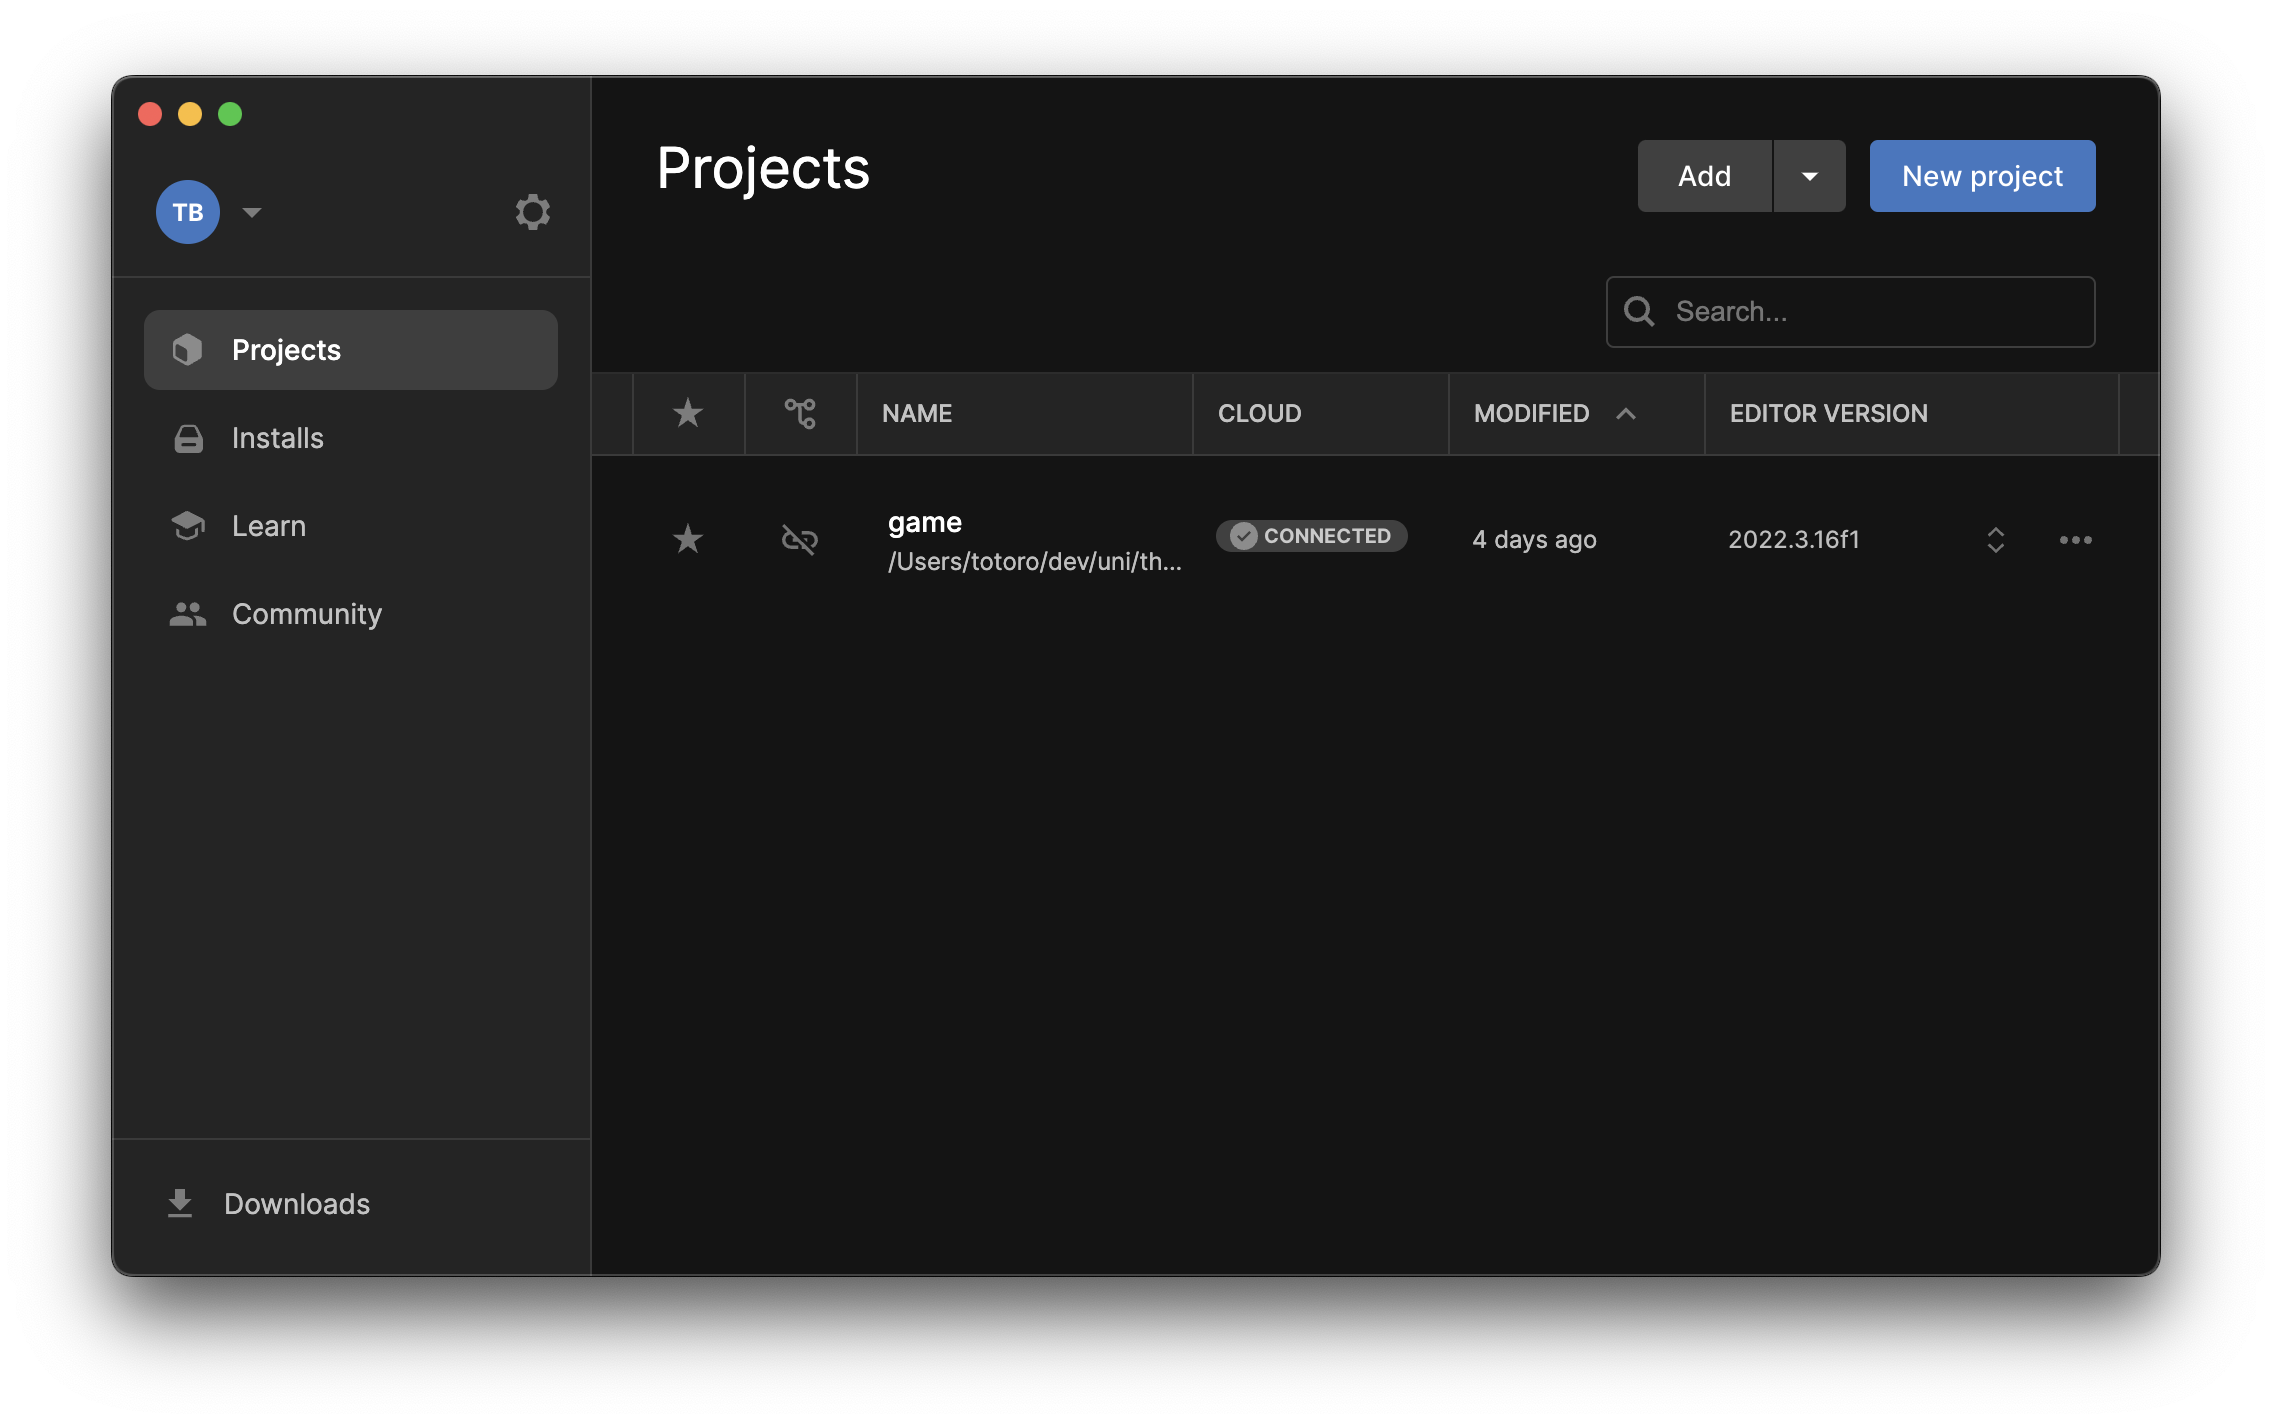 TB
Projects
Installs
Learn
Community
Downloads
Projects
Add
New project
Search...
NAME
CLOUD
MODIFIED
EDITOR VERSION
game
/Users/totoro/dev/uni/th...
CONNECTED
4 days ago
2022.3.16f1